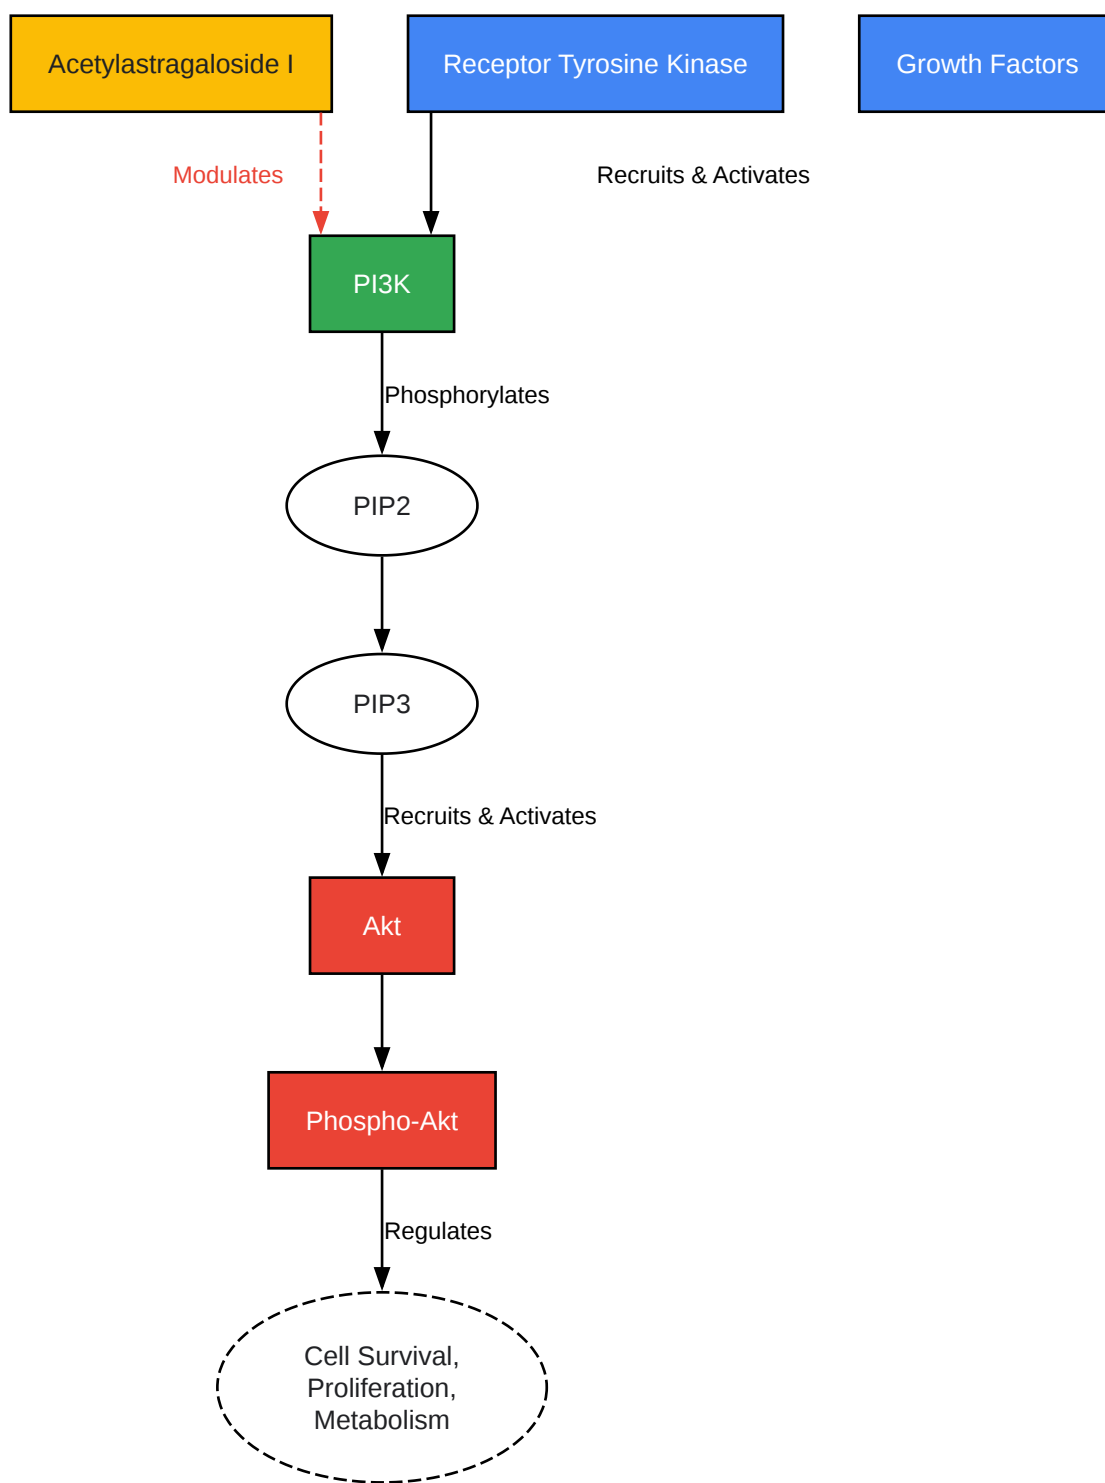 Acetylastragaloside I
Receptor Tyrosine Kinase
Growth Factors
Modulates
Recruits & Activates
PI3K
Phosphorylates
PIP2
PIP3
Recruits & Activates
Akt
Phospho-Akt
Regulates
Cell Survival,
Proliferation,
Metabolism